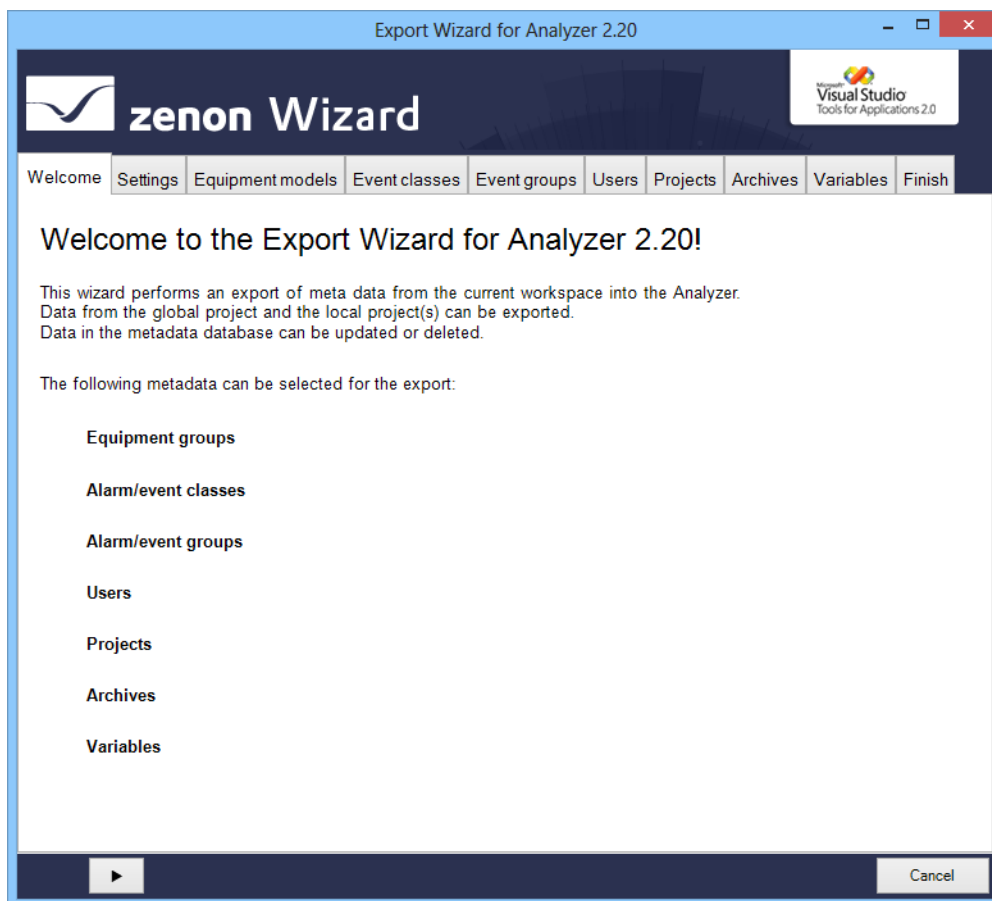 Export Wizard for Analyzer 2.20
zenon Wizard
Microsoft
Visual Studio
Tools for Applications 2.0
Welcome Settings Equipment models Event classes Event groups Users Projects Archives Variables Finish
Welcome to the Export Wizard for Analyzer 2.20!
This wizard performs an export of meta data from the current workspace into the Analyzer.
Data from the global project and the local project(s) can be exported.
Data in the metadata database can be updated or deleted.
The following metadata can be selected for the export:
Equipment groups
Alarm/event classes
Alarm/event groups
Users
Projects
Archives
Variables
Cancel